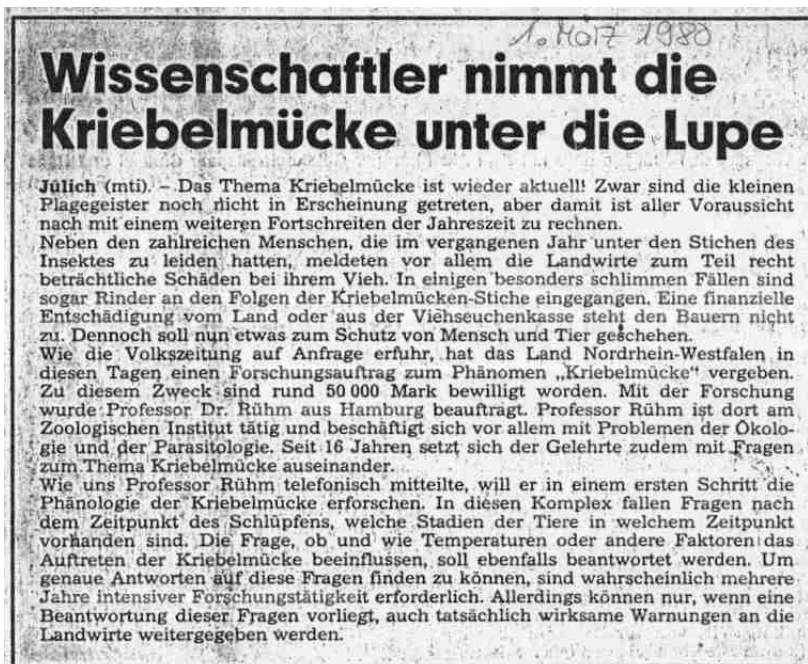 1. März 1980
Wissenschaftler nimmt die
Kriebelmücke unter die Lupe
Jülich (mti). – Das Thema Kriebelmücke ist wieder aktuell! Zwar sind die kleinen
Plagegeister noch nicht in Erscheinung getreten, aber damit ist aller Voraussicht
nach mit einem weiteren Fortschreiten der Jahreszeit zu rechnen.
Neben den zahlreichen Menschen, die im vergangenen Jahr unter den Stichen des
Insektes zu leiden hatten, meldeten vor allem die Landwirte zum Teil recht
beträchtliche Schäden bei ihrem Vieh. In einigen besonders schlimmen Fällen sind
sogar Rinder an den Folgen der Kriebelmücken-Stiche eingegangen. Eine finanzielle
Entschädigung vom Land oder aus der Viehseuchenkasse steht den Bauern nicht
zu. Dennoch soll nun etwas zum Schutz von Mensch und Tier geschehen.
Wie die Volkszeitung auf Anfrage erfuhr, hat das Land Nordrhein-Westfalen in
diesen Tagen einen Forschungsauftrag zum Phänomen „Kriebelmücke“ vergeben.
Zu diesem Zweck sind rund 50 000 Mark bewilligt worden. Mit der Forschung
wurde Professor Dr. Rühm aus Hamburg beauftragt. Professor Rühm ist dort am
Zoologischen Institut tätig und beschäftigt sich vor allem mit Problemen der Ökolo-
gie und der Parasitologie. Seit 16 Jahren setzt sich der Gelehrte zudem mit Fragen
zum Thema Kriebelmücke auseinander.
Wie uns Professor Rühm telefonisch mitteilte, will er in einem ersten Schritt die
Phänologie der Kriebelmücke erforschen. In diesen Komplex fallen Fragen nach
dem Zeitpunkt des Schlüpfens, welche Stadien der Tiere in welchem Zeitpunkt
vorhanden sind. Die Frage, ob und wie Temperaturen oder andere Faktoren das
Auftreten der Kriebelmücke beeinflussen, soll ebenfalls beantwortet werden. Um
genaue Antworten auf diese Fragen finden zu können, sind wahrscheinlich mehrere
Jahre intensiver Forschungstätigkeit erforderlich. Allerdings können nur, wenn eine
Beantwortung dieser Fragen vorliegt, auch tatsächlich wirksame Warnungen an die
Landwirte weitergegeben werden.